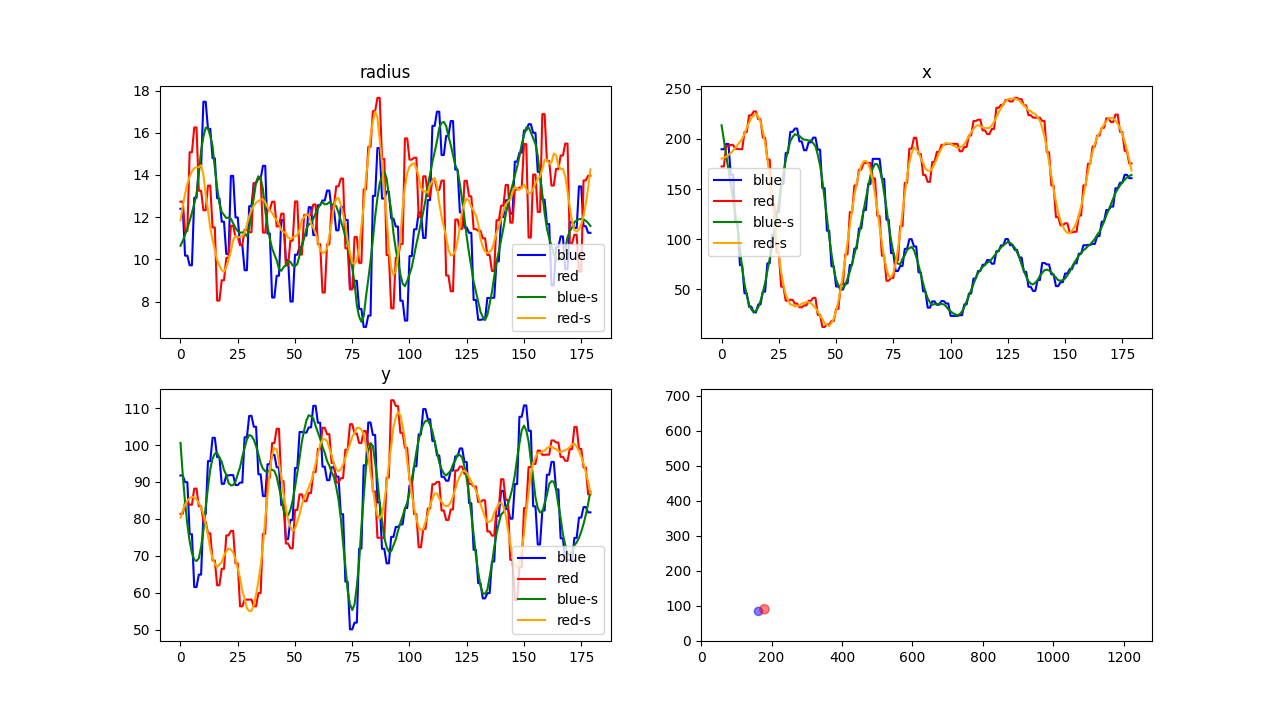 radius
18
16
14
12
10
8
0 25 50 75 100 125 150 175
blue
red
blue-s
red-s
x
250
200
150
100
50
0 25 50 75 100 125 150 175
blue
red
blue-s
red-s
y
110
100
90
80
70
60
50
0 25 50 75 100 125 150 175
blue
red
blue-s
red-s
700
600
500
400
300
200
100
0
0 200 400 600 800 1000 1200